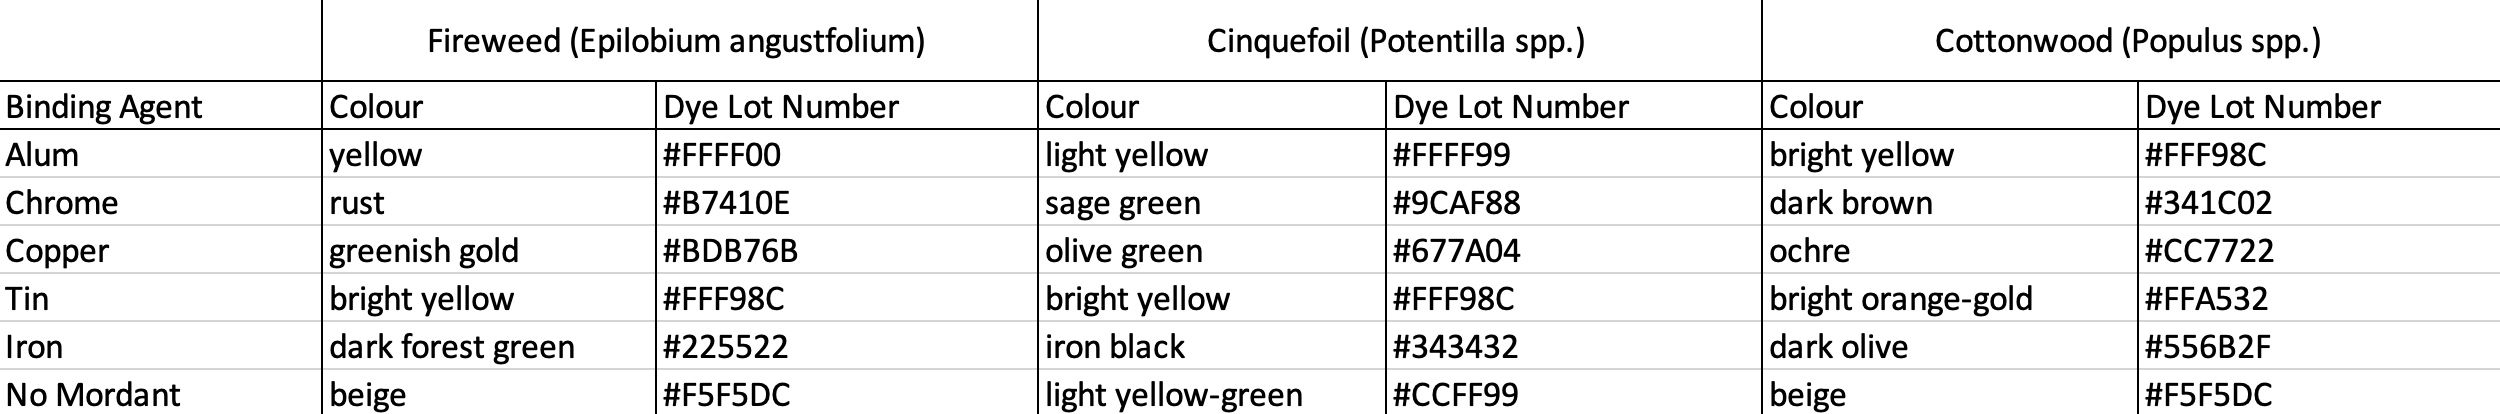 Fireweed (Epilobium angustfolium) Cinquefoil (Potentilla spp.) Cottonwood (Populus spp.)
Binding Agent Colour Dye Lot Number Colour Dye Lot Number Colour Dye Lot Number
Alum yellow #FFFF00 light yellow #FFFF99 bright yellow #FFF98C
Chrome rust #B7410E sage green #9CAF88 dark brown #341C02
Copper greenish gold #BDB76B olive green #677A04 ochre #CC7722
Tin bright yellow #FFF98C bright yellow #FFF98C bright orange-gold #FFA532
Iron dark forest green #225522 iron black #343432 dark olive #556B2F
No Mordant beige #F5F5DC light yellow-green #CCFF99 beige #F5F5DC